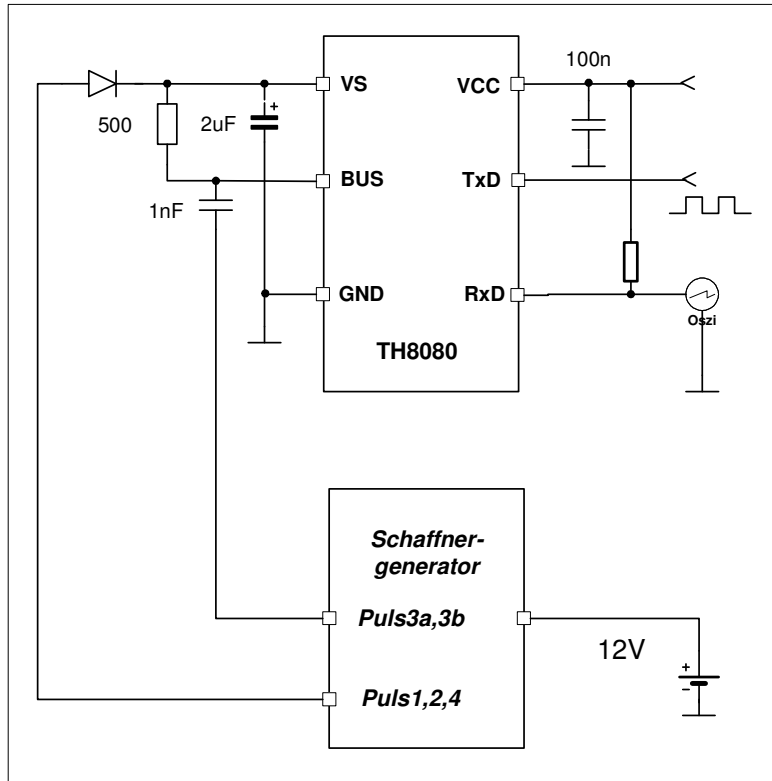 100n
VS
VCC
500
2uF
+
BUS
TxD
1nF
GND
RxD
Oszi
TH8080
Schaffner-
generator
Puls3a,3b
12V
+
-
Puls1,2,4